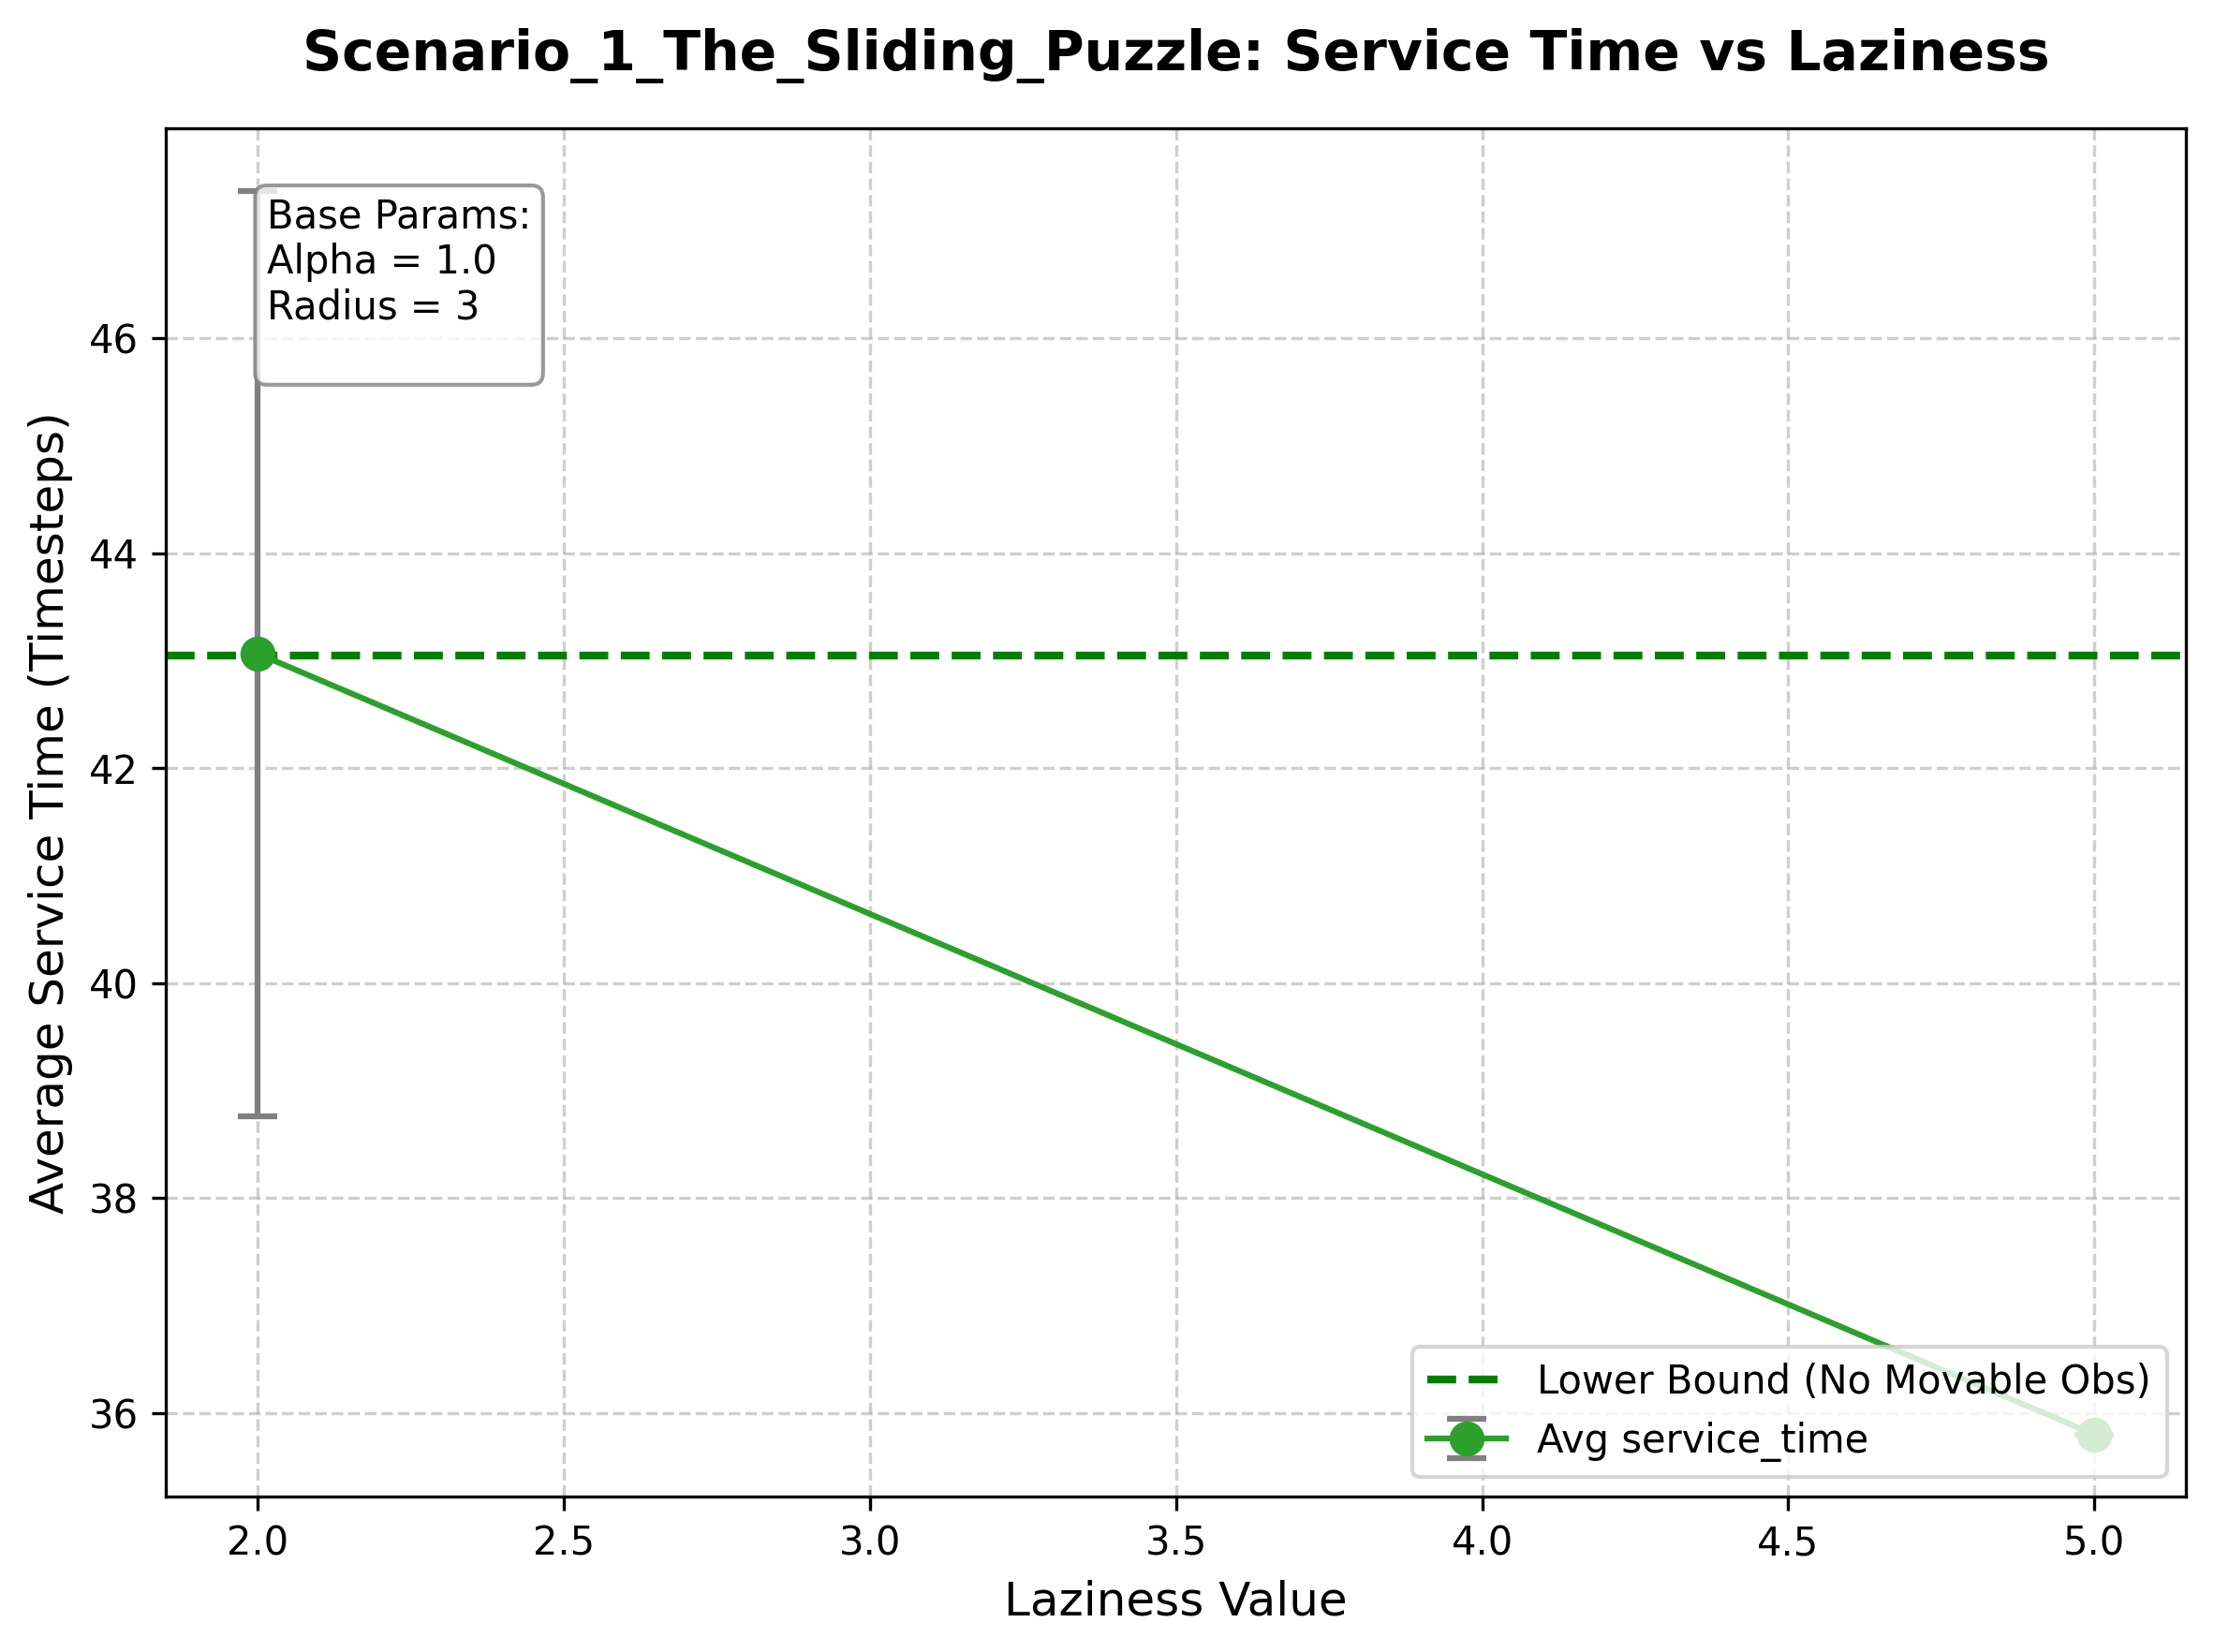 Scenario_1_The_Sliding_Puzzle: Service Time vs Laziness
Base Params:
Alpha = 1.0
Radius = 3
Average Service Time (Timesteps)
46
44
42
40
38
36
Lower Bound (No Movable Obs)
Avg service_time
2.0 2.5 3.0 3.5 4.0 4.5 5.0
Laziness Value